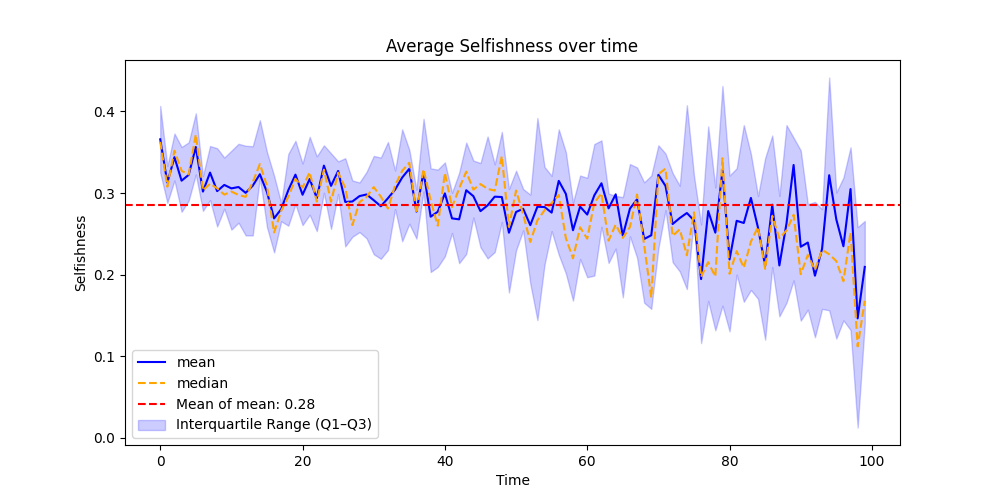 Average Selfishness over time
Selfishness
0.4
0.3
0.2
0.1
0.0
mean
median
Mean of mean: 0.28
Interquartile Range (Q1–Q3)
0
20
40
60
80
100
Time